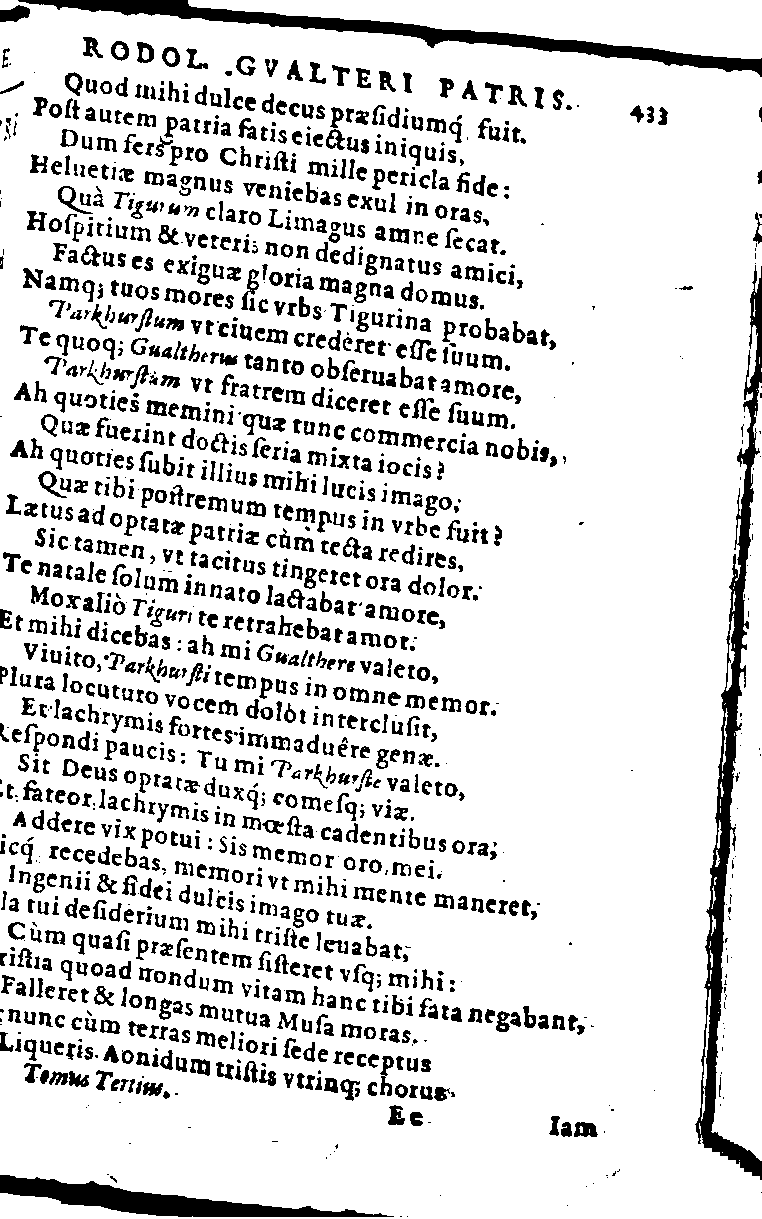 RODOL. GVALTERI PATRIS. 433
Quod mihi dulce decus præſidiumq́; fuit.
Poſt autem patria fatis eiectus iniquis,
Dum fers pro Chriſti mille pericla fide:
Heluetiæ magnus veniebas exul in oras,
Quà Tigurum claro Limagus amne ſecat.
Hoſpitium & veteris non dedignatus amici,
Factus es exiguæ gloria magna domus.
Namq; tuos mores ſic vrbs Tigurina probabat,
Parkhurſtum vt ciuem crederet eſſe ſuum.
Te quoq; Gualtherus tanto obſeruabat amore,
Parkhurſtum vt fratrem diceret eſſe ſuum.
Ah quoties memini quæ tunc commercia nobis,
Quæ fuerint doctis ſeria mixta iocis?
Ah quoties ſubit illius mihi lucis imago,
Quæ tibi poſtremum tempus in vrbe fuit?
Lætus ad optatæ patriæ cùm tecta redires,
Sic tamen, vt tacitus tingeret ora dolor.
Te natale ſolum innato lactabat amore,
Mox aliò Tiguri te retrahebat amor.
Et mihi dicebas: ah mi Gualthere valeto,
Viuito, Parkhurſti tempus in omne memor.
Plura locuturo vocem dolòr intercluſit,
Et lachrymis fortes immaduêre genæ.
Reſpondi paucis: Tu mi Parkhurſte valeto,
Sit Deus optatæ duxq́; comeſq; viæ.
Et fateor, lachrymis in mœſta cadentibus ora,
Addere vix potui: Sis memor oro, mei.
icq́ recedebas, memori vt mihi mente maneret,
Ingenii & fidei dulcis imago tuæ.
la tui deſiderium mihi triſte leuabat,
Cùm quaſi præſentem ſiſteret vſq; mihi:
riſtia quoad nondum vitam hanc tibi fata negabant,
Falleret & longas mutua Muſa moras.
nunc cùm terras meliori ſede receptus
Liqueris Aonidum triſtis vtrinq; chorus
Tomus Tertius. Ee Iam